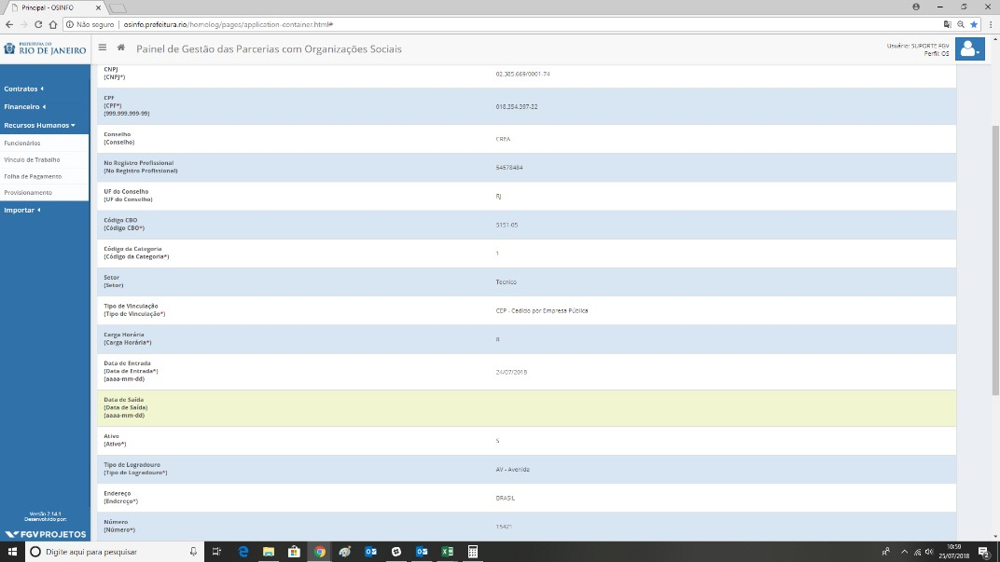 Principal - OSINFO
Não seguro
osinfo.prefeitura.rio/homolog/pages/application-container.html#
PREFEITURA DO
RIO DE JANEIRO
Painel de Gestão das Parcerias com Organizações Sociais
Usuário: SUPORTE FGV
Perfil: OS
Contratos
Financeiro
Recursos Humanos
Funcionários
Vínculo de Trabalho
Folha de Pagamento
Provisionamento
Importar
CNPJ
(CNPJ*)
02.385.669/0001-74
CPF
(CPF*)
(999.999.999-99)
018.354.397-32
Conselho
(Conselho)
CREA
No Registro Profissional
(No Registro Profissional)
54578484
UF do Conselho
(UF do Conselho)
RJ
Código CBO
(Código CBO*)
5151-05
Código da Categoria
(Código da Categoria*)
1
Setor
(Setor)
Tecnico
Tipo de Vinculação
(Tipo de Vinculação*)
CEP - Cedido por Empresa Pública
Carga Horária
(Carga Horária*)
8
Data de Entrada
(Data de Entrada*)
(aaaa-mm-dd)
24/07/2018
Data de Saída
(Data de Saída)
(aaaa-mm-dd)
Ativo
(Ativo*)
S
Tipo de Logradouro
(Tipo de Logradouro*)
AV - Avenida
Endereço
(Endereço*)
BRASIL
Número
(Número*)
15421
Versão 2.14.1
Desenvolvido por:
FGV PROJETOS
Digite aqui para pesquisar
10:59
25/07/2018